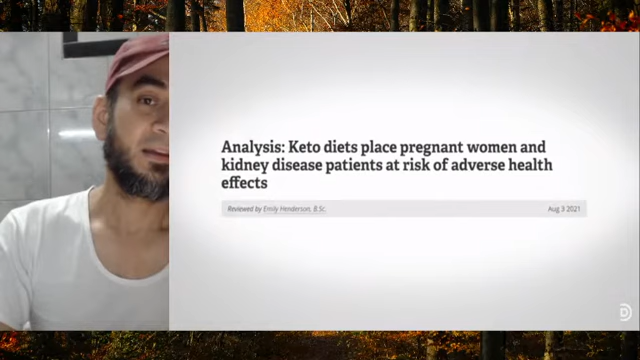 Analysis: Keto diets place pregnant women and
kidney disease patients at risk of adverse health
effects
Reviewed by Emily Henderson, B.Sc.
Aug 3 2021
D